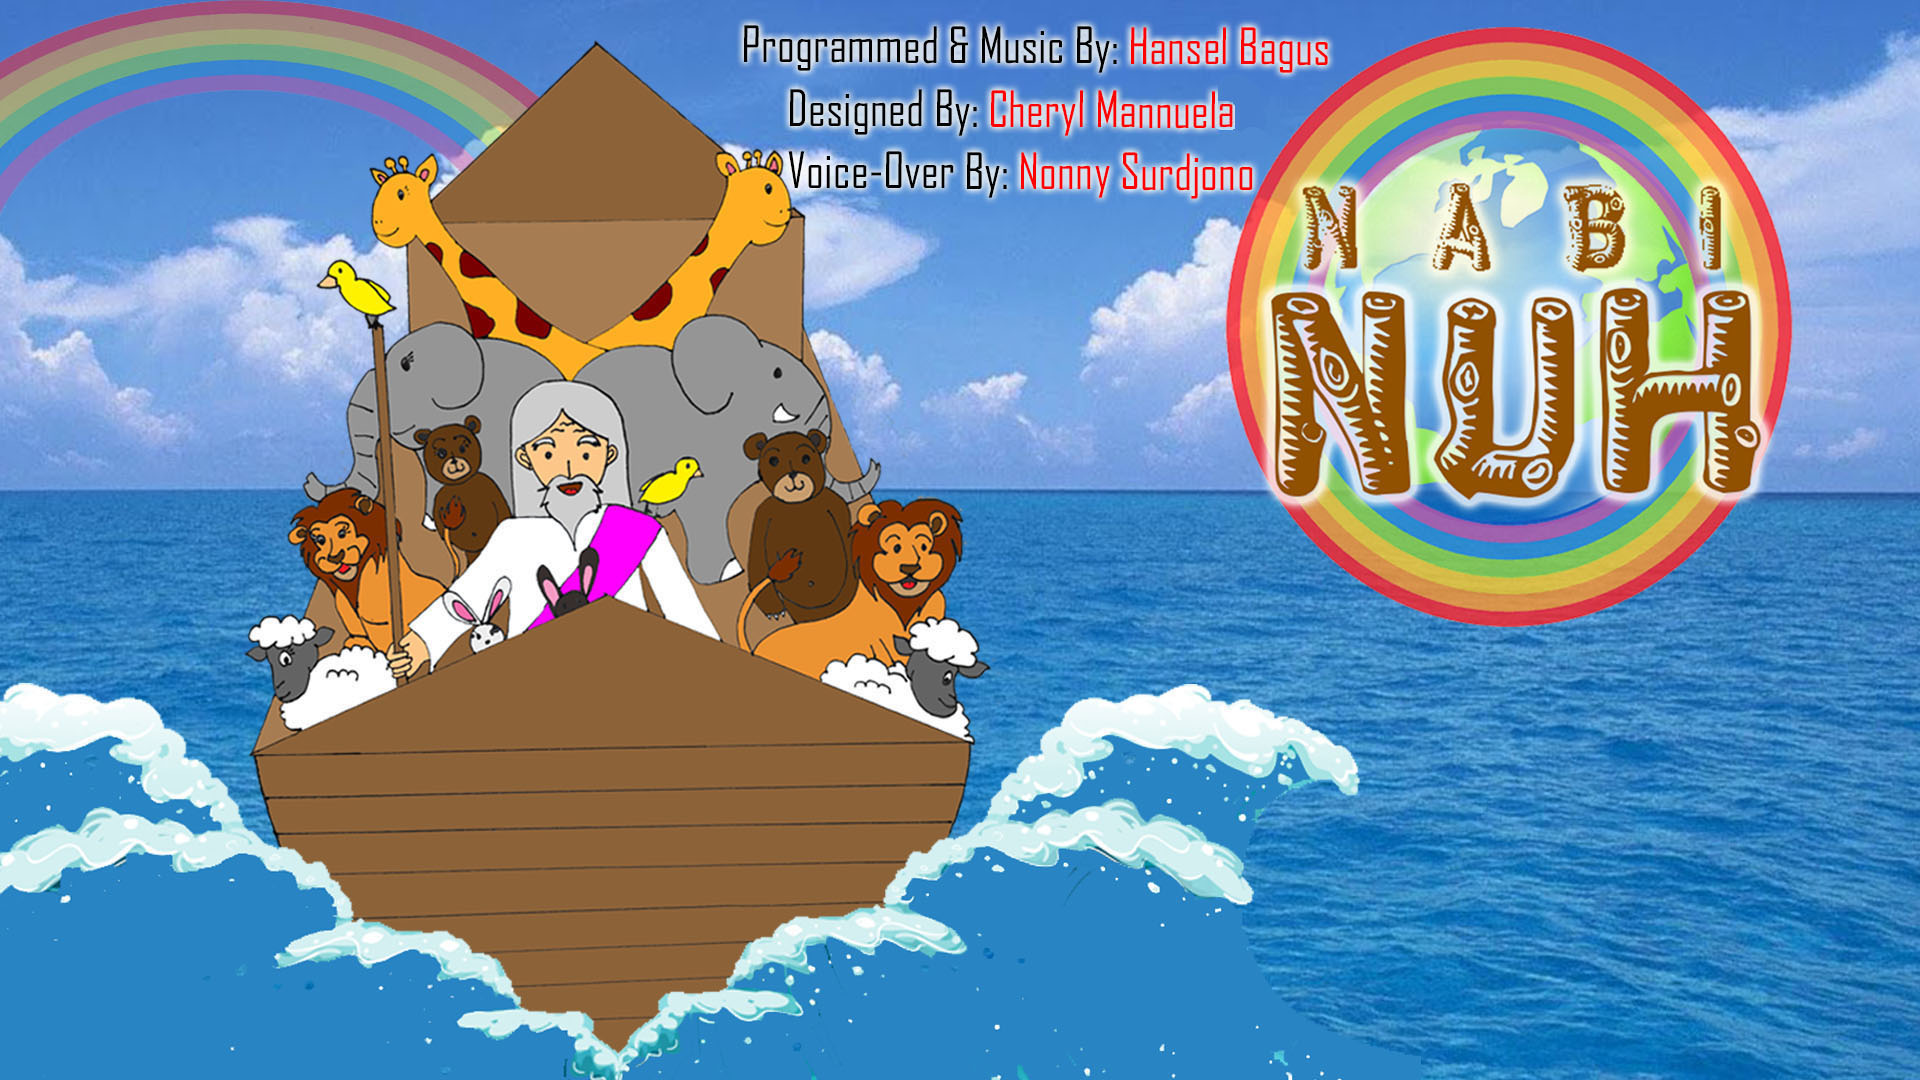 Programmed & Music By: Hansel Bagus
Designed By: Cheryl Mannuela
Voice-Over By: Nonny Surdjono
NABI
NUH